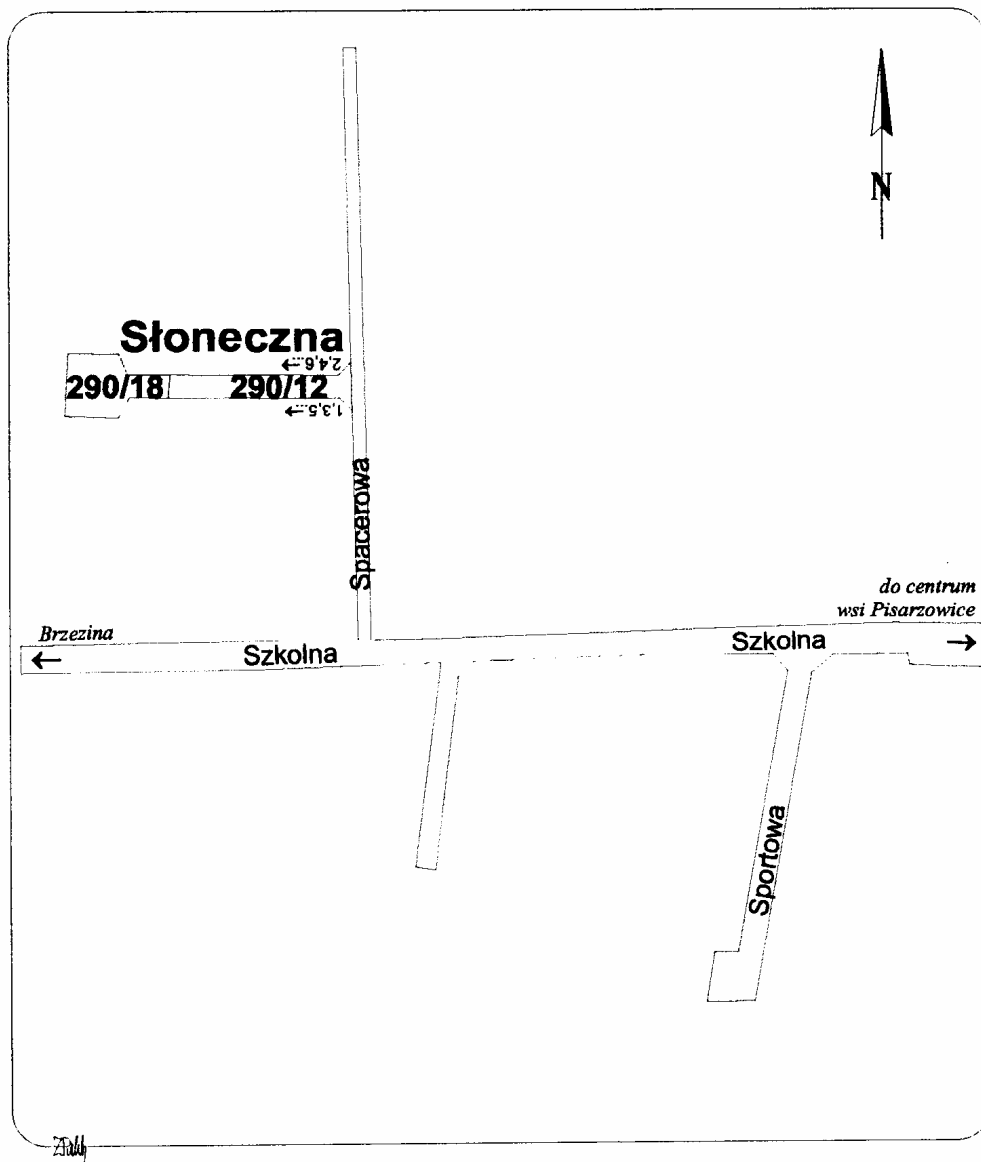 N
Słoneczna
2,4,6...→
290/18 290/12
1,3,5...→
Spacerowa
do centrum
wsi Pisarzowice
Brzezina
← Szkolna Szkolna →
Sportowa